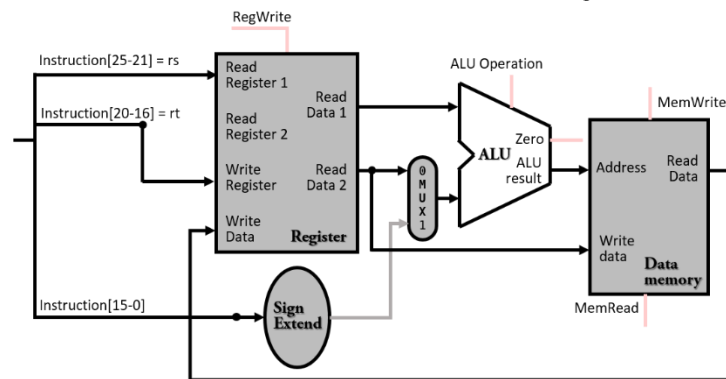 RegWrite
Instruction[25-21] = rs
Read
Register 1
Read
Data 1
ALU Operation
Instruction[20-16] = rt
Read
Register 2
MemWrite
Zero
Write
Register
Read
Data 2
0
M
U
X
1
ALU
ALU
result
Address
Read
Data
Write
Data
Register
Write
data
Data
memory
Instruction[15-0]
Sign
Extend
MemRead